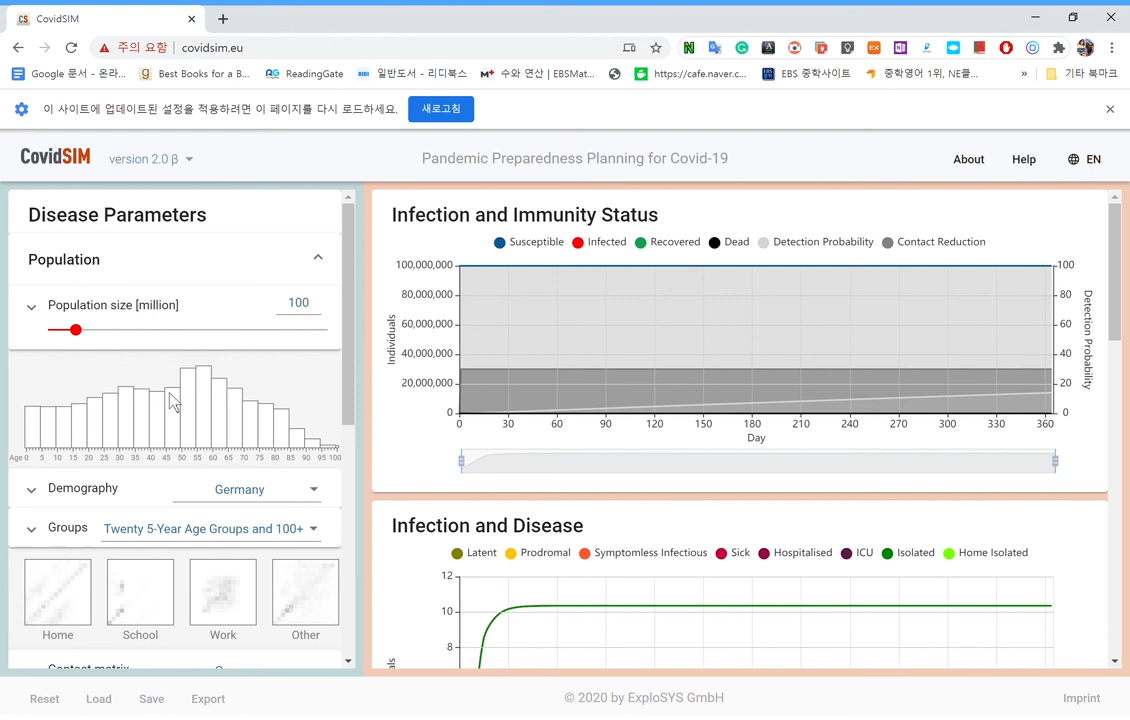 CS CovidSIM
주의 요함 covidsim.eu
Google 문서 - 온라... Best Books for a B... ReadingGate 일반도서 - 리디북스 수와 연산 | EBSMat... https://cafe.naver.c... EBS 중학사이트 중학영어 1위, NE클... » 기타 북마크
이 사이트에 업데이트된 설정을 적용하려면 이 페이지를 다시 로드하세요. 새로고침
CovidSIM version 2.0 β Pandemic Preparedness Planning for Covid-19 About Help EN
Disease Parameters
Population
Population size [million] 100
Age 0 5 10 15 20 25 30 35 40 45 50 55 60 65 70 75 80 85 90 95 100
Demography Germany
Groups Twenty 5-Year Age Groups and 100+
Home School Work Other
Contact matrix
Infection and Immunity Status
Susceptible Infected Recovered Dead Detection Probability Contact Reduction
100,000,000 100
80,000,000 80
60,000,000 60
40,000,000 40
20,000,000 20
0 0
Individuals
Detection Probability
0 30 60 90 120 150 180 210 240 270 300 330 360
Day
Infection and Disease
Latent Prodromal Symptomless Infectious Sick Hospitalised ICU Isolated Home Isolated
12
10
8
Reset Load Save Export © 2020 by ExploSYS GmbH Imprint